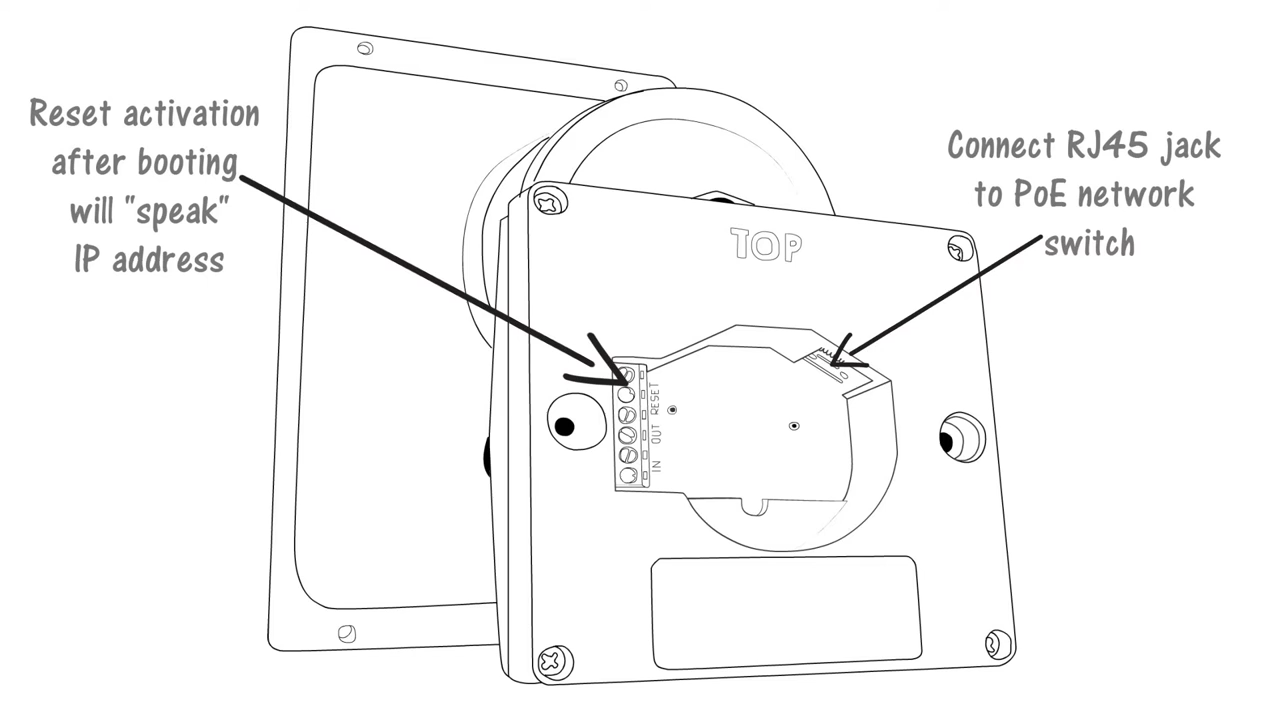 Reset activation
after booting
will "speak"
IP address
Connect RJ45 jack
to PoE network
switch
TOP
RESET
OUT
IN